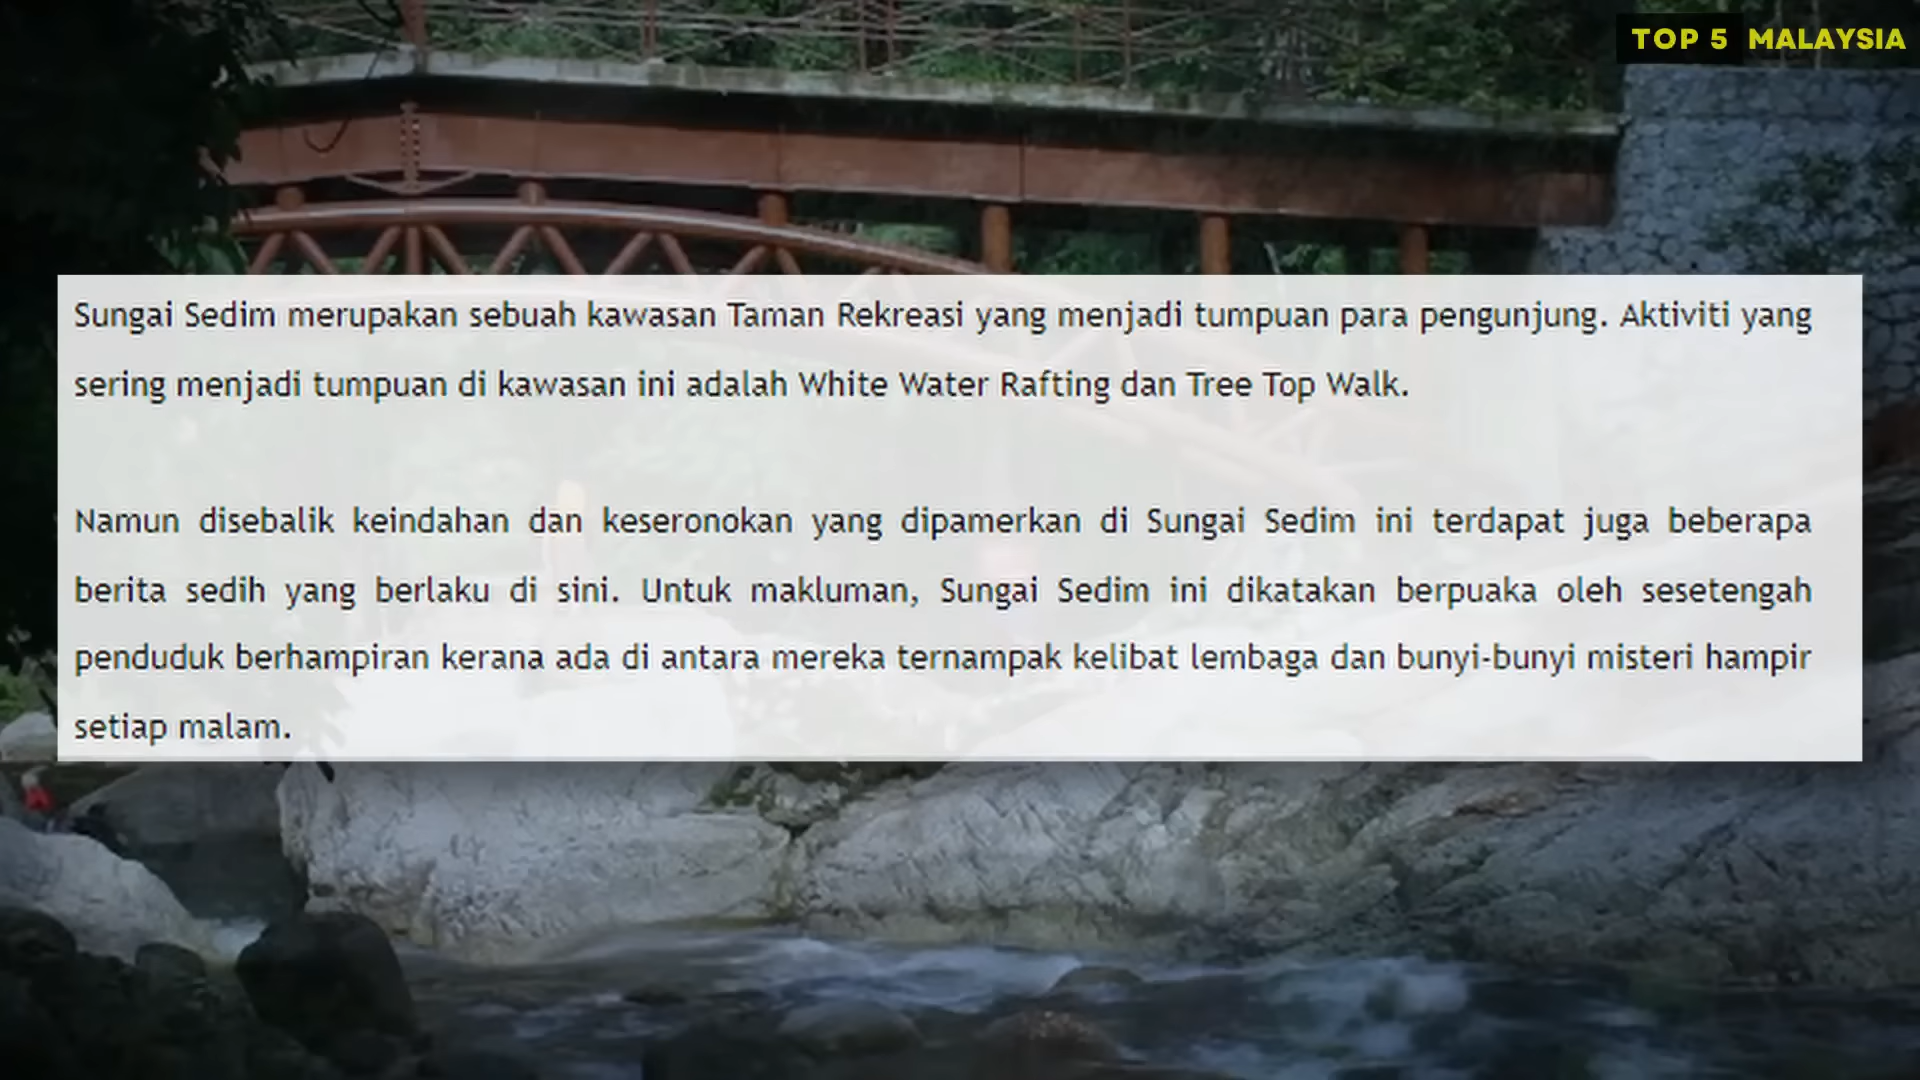 TOP 5 MALAYSIA
Sungai Sedim merupakan sebuah kawasan Taman Rekreasi yang menjadi tumpuan para pengunjung. Aktiviti yang
sering menjadi tumpuan di kawasan ini adalah White Water Rafting dan Tree Top Walk.
Namun disebalik keindahan dan keseronokan yang dipamerkan di Sungai Sedim ini terdapat juga beberapa
berita sedih yang berlaku di sini. Untuk makluman, Sungai Sedim ini dikatakan berpuaka oleh sesetengah
penduduk berhampiran kerana ada di antara mereka ternampak kelibat lembaga dan bunyi-bunyi misteri hampir
setiap malam.